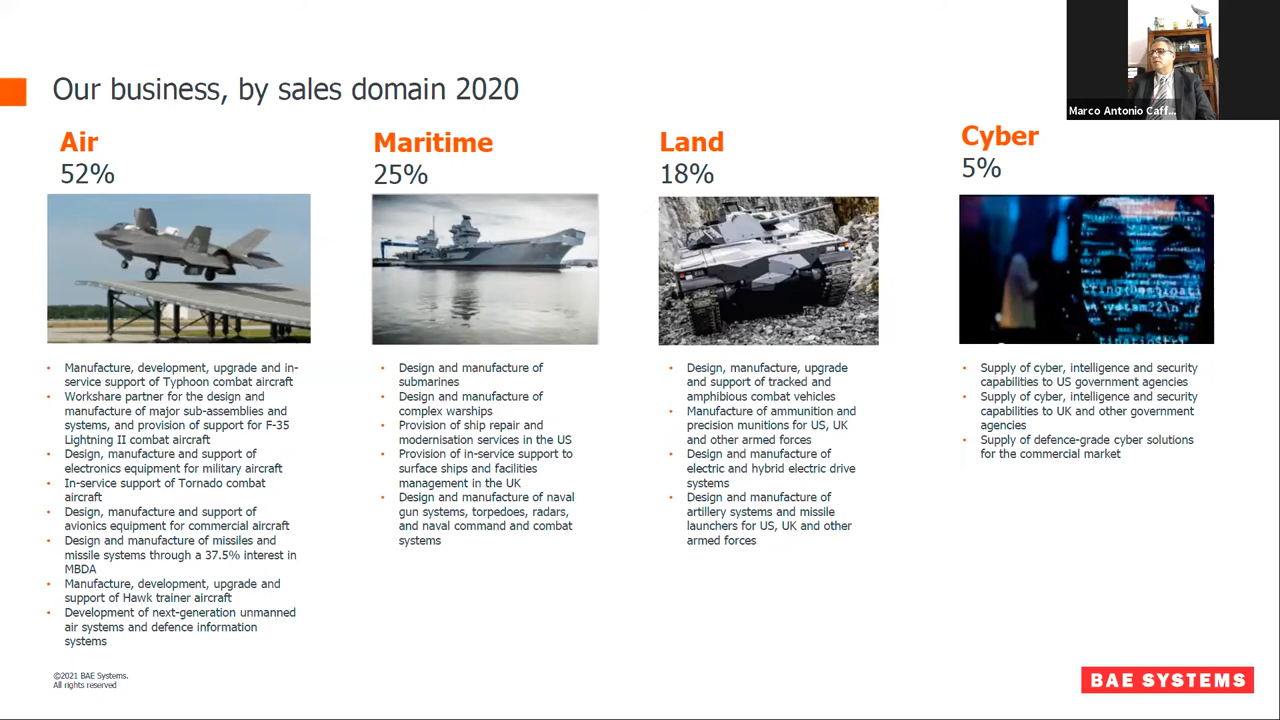 Our business, by sales domain 2020
Marco Antonio Caff...
Air
52%
Manufacture, development, upgrade and in-
service support of Typhoon combat aircraft
Workshare partner for the design and
manufacture of major sub-assemblies and
systems, and provision of support for F-35
Lightning II combat aircraft
Design, manufacture and support of
electronics equipment for military aircraft
In-service support of Tornado combat
aircraft
Design, manufacture and support of
avionics equipment for commercial aircraft
Design and manufacture of missiles and
missile systems through a 37.5% interest in
MBDA
Manufacture, development, upgrade and
support of Hawk trainer aircraft
Development of next-generation unmanned
air systems and defence information
systems
Maritime
25%
Design and manufacture of
submarines
Design and manufacture of
complex warships
Provision of ship repair and
modernisation services in the US
Provision of in-service support to
surface ships and facilities
management in the UK
Design and manufacture of naval
gun systems, torpedoes, radars,
and naval command and combat
systems
Land
18%
Design, manufacture, upgrade
and support of tracked and
amphibious combat vehicles
Manufacture of ammunition and
precision munitions for US, UK
and other armed forces
Design and manufacture of
electric and hybrid electric drive
systems
Design and manufacture of
artillery systems and missile
launchers for US, UK and other
armed forces
Cyber
5%
Supply of cyber, intelligence and security
capabilities to US government agencies
Supply of cyber, intelligence and security
capabilities to UK and other government
agencies
Supply of defence-grade cyber solutions
for the commercial market
©2021 BAE Systems.
All rights reserved
BAE SYSTEMS